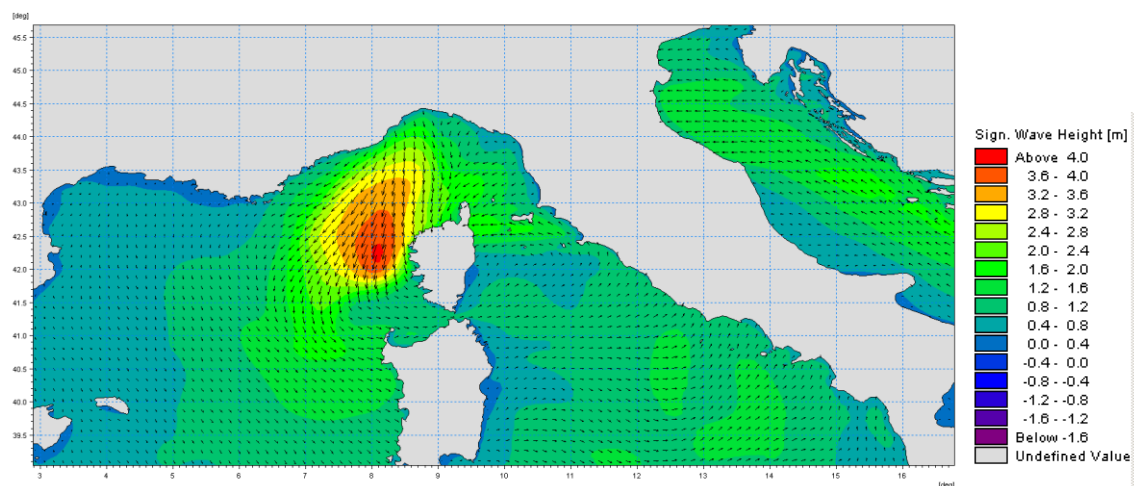 [deg]
45.5
45.0
44.5
44.0
43.5
43.0
42.5
42.0
41.5
41.0
40.5
40.0
39.5
3 4 5 6 7 8 9 10 11 12 13 14 15 16
[deg]
Sign. Wave Height [m]
Above 4.0
3.6 - 4.0
3.2 - 3.6
2.8 - 3.2
2.4 - 2.8
2.0 - 2.4
1.6 - 2.0
1.2 - 1.6
0.8 - 1.2
0.4 - 0.8
0.0 - 0.4
-0.4 - 0.0
-0.8 - -0.4
-1.2 - -0.8
-1.6 - -1.2
Below -1.6
Undefined Value